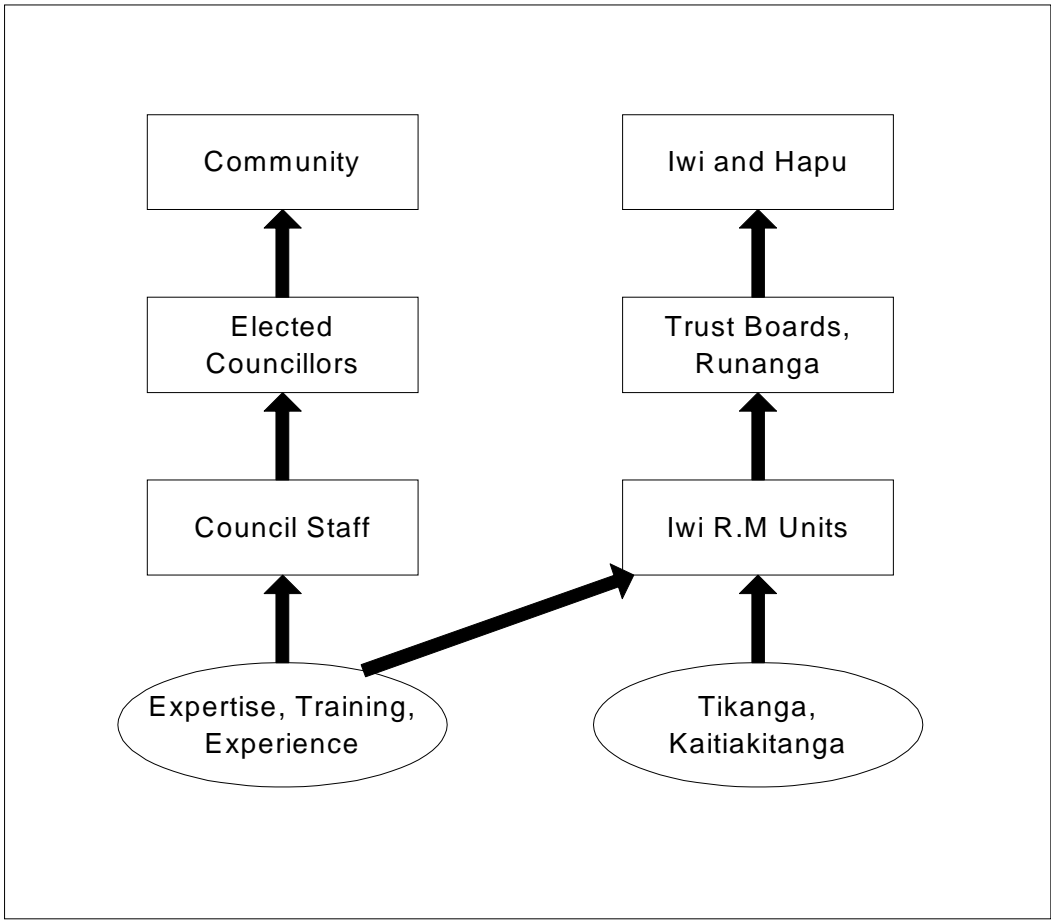 Community
Iwi and Hapu
Elected
Councillors
Trust Boards,
Runanga
Council Staff
Iwi R.M Units
Expertise, Training,
Experience
Tikanga,
Kaitiakitanga